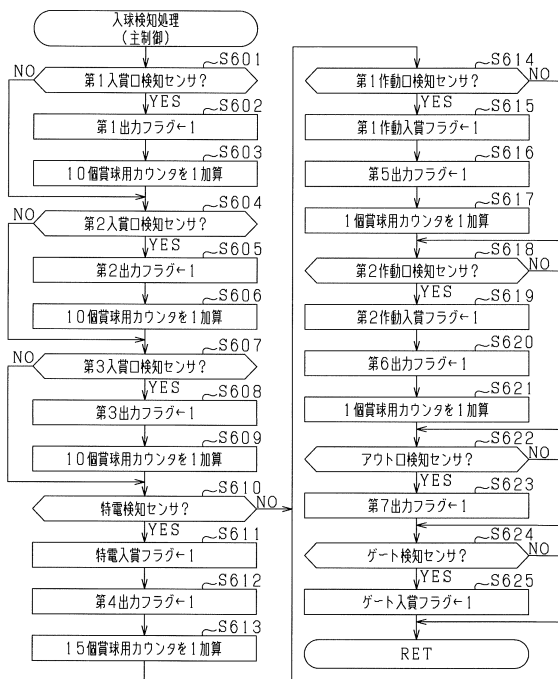 入球検知処理
(主制御)
S601
第1入賞口検知センサ?
NO
YES
S602
第1出力フラグ←1
S603
10個賞球用カウンタを1加算
S604
第2入賞口検知センサ?
NO
YES
S605
第2出力フラグ←1
S606
10個賞球用カウンタを1加算
S607
第3入賞口検知センサ?
NO
YES
S608
第3出力フラグ←1
S609
10個賞球用カウンタを1加算
S610
特電検知センサ?
NO
YES
S611
特電入賞フラグ←1
S612
第4出力フラグ←1
S613
15個賞球用カウンタを1加算
S614
第1作動口検知センサ?
NO
YES
S615
第1作動入賞フラグ←1
S616
第5出力フラグ←1
S617
1個賞球用カウンタを1加算
S618
第2作動口検知センサ?
NO
YES
S619
第2作動入賞フラグ←1
S620
第6出力フラグ←1
S621
1個賞球用カウンタを1加算
S622
アウト口検知センサ?
NO
YES
S623
第7出力フラグ←1
S624
ゲート検知センサ?
NO
YES
S625
ゲート入賞フラグ←1
RET